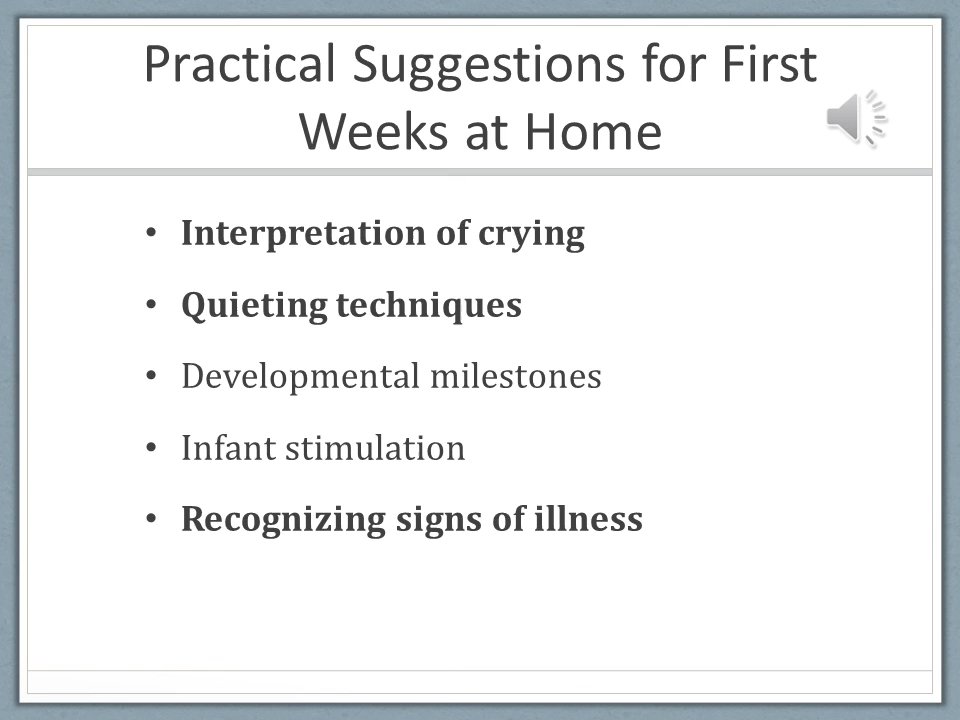 Practical Suggestions for First
Weeks at Home
• Interpretation of crying
• Quieting techniques
• Developmental milestones
• Infant stimulation
• Recognizing signs of illness